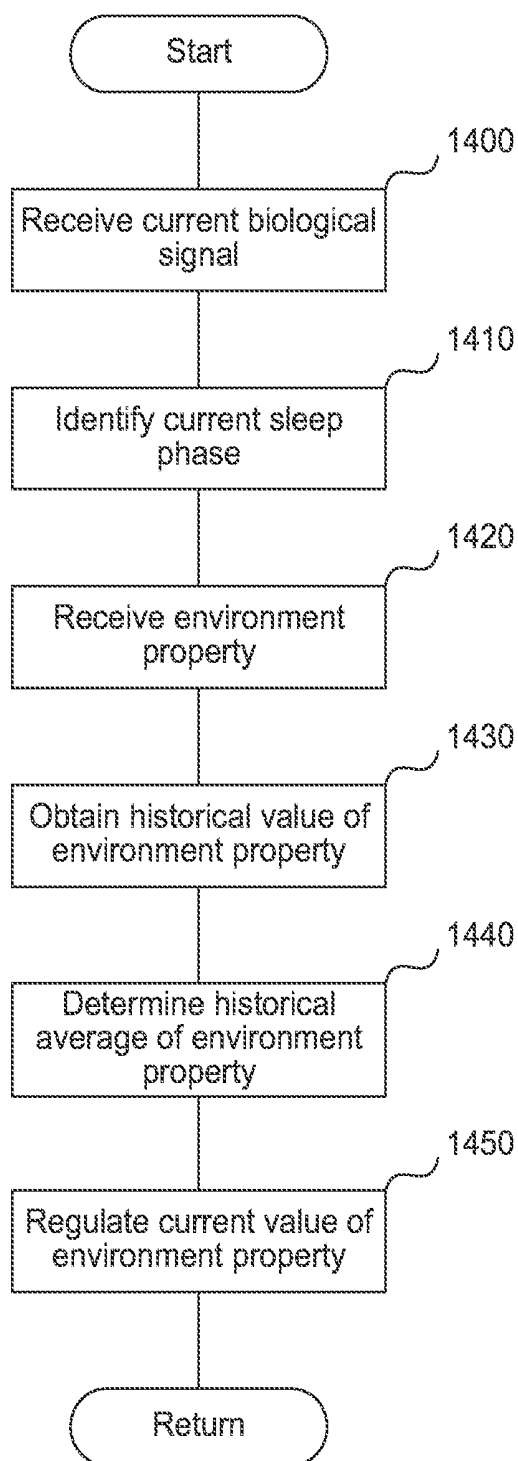 Start
1400
Receive current biological
signal
1410
Identify current sleep
phase
1420
Receive environment
property
1430
Obtain historical value of
environment property
1440
Determine historical
average of environment
property
1450
Regulate current value of
environment property
Return